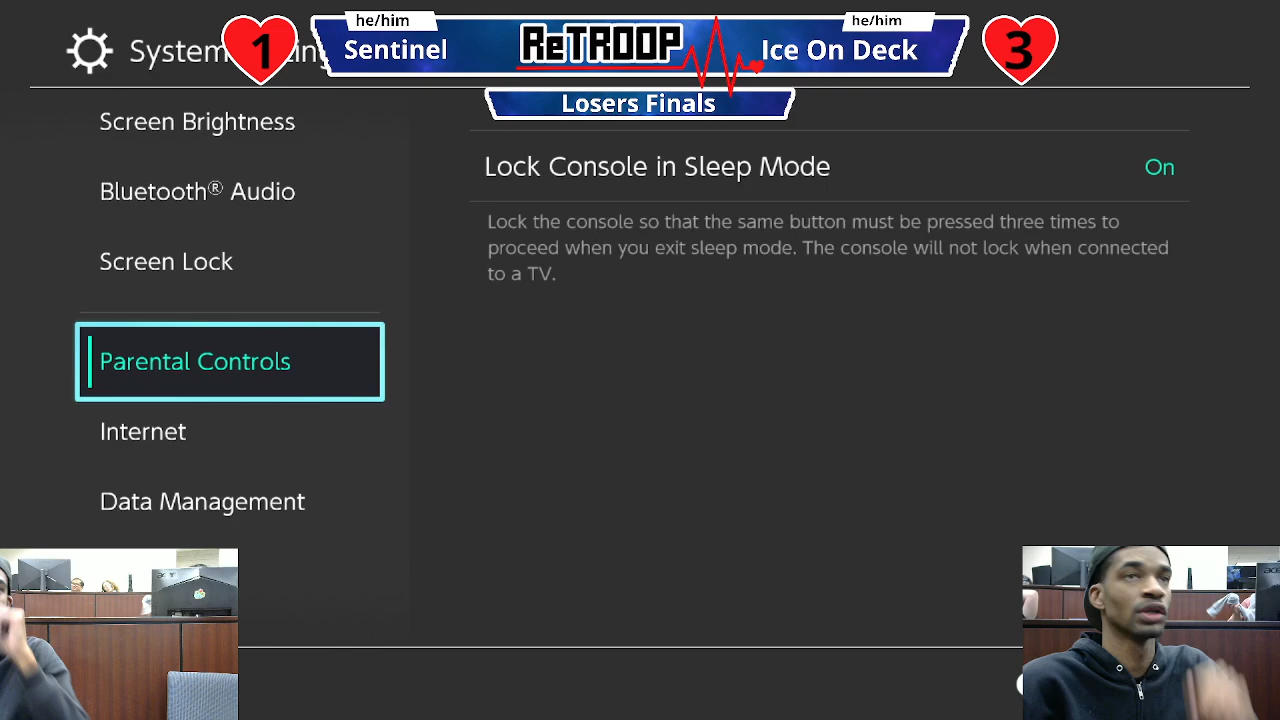 he/him
he/him
System
1
Sentinel
ReTROOP
Ice On Deck
3
Losers Finals
Screen Brightness
Bluetooth® Audio
Screen Lock
Parental Controls
Internet
Data Management
Lock Console in Sleep Mode
On
Lock the console so that the same button must be pressed three times to
proceed when you exit sleep mode. The console will not lock when connected
to a TV.
acer